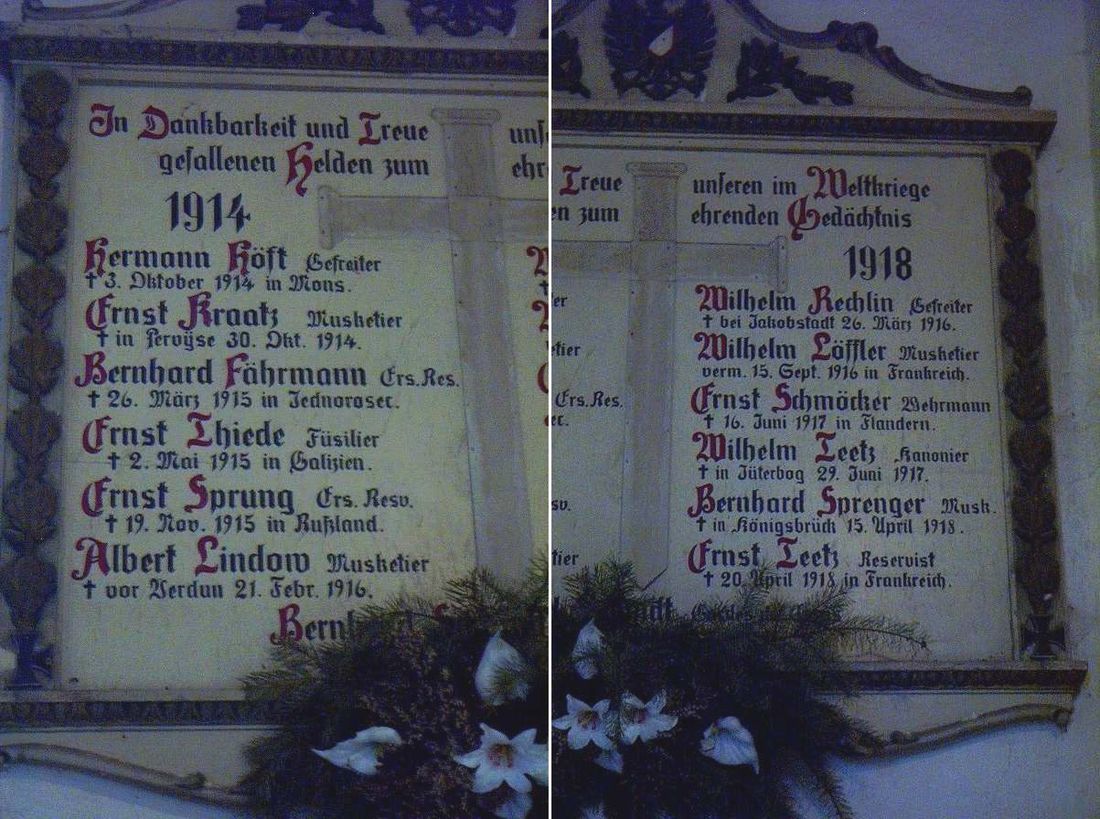 In Dankbarkeit und Treue unseren im Weltkriege
gefallenen Helden zum ehrenden Gedächtnis
1914
Hermann Höft Gefreiter
† 3. Oktober 1914 in Mons.
Ernst Kraatz Musketier
† in Pervyse 30. Okt. 1914.
Bernhard Fährmann Ers. Res.
† 26. März 1915 in Jednorosec.
Ernst Thiede Füsilier
† 2. Mai 1915 in Galizien.
Ernst Sprung Ers. Resv.
† 19. Nov. 1915 in Rußland.
Albert Lindow Musketier
† vor Verdun 21. Febr. 1916.
1918
Wilhelm Rechlin Gefreiter
† bei Jakobstadt 26. März 1916.
Wilhelm Löffler Musketier
verm. 15. Sept. 1916 in Frankreich.
Ernst Schmöcker Wehrmann
† 16. Juni 1917 in Flandern.
Wilhelm Teetz Kanonier
† in Jüterbog 29. Juni 1917.
Bernhard Sprenger Musk.
† in Königsbrück 15. April 1918.
Ernst Teetz Reservist
† 20. April 1918 in Frankreich.
Bernhard